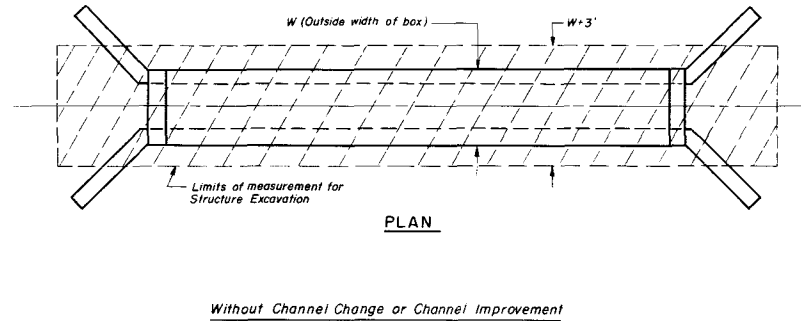 W (Outside width of box)
W+3'
Limits of measurement for
Structure Excavation
PLAN
Without Channel Change or Channel Improvement